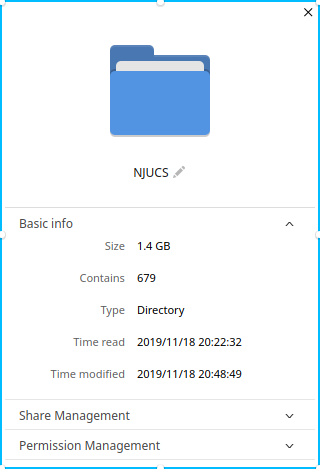 NJUCS
Basic info
Size 1.4 GB
Contains 679
Type Directory
Time read 2019/11/18 20:22:32
Time modified 2019/11/18 20:48:49
Share Management
Permission Management